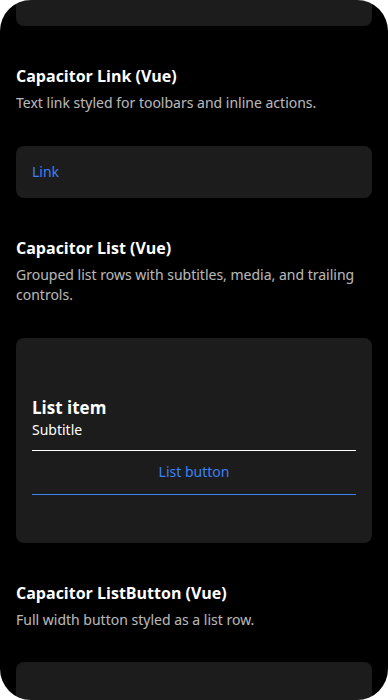 Capacitor Link (Vue)
Text link styled for toolbars and inline actions.
Link
Capacitor List (Vue)
Grouped list rows with subtitles, media, and trailing
controls.
List item
Subtitle
List button
Capacitor ListButton (Vue)
Full width button styled as a list row.